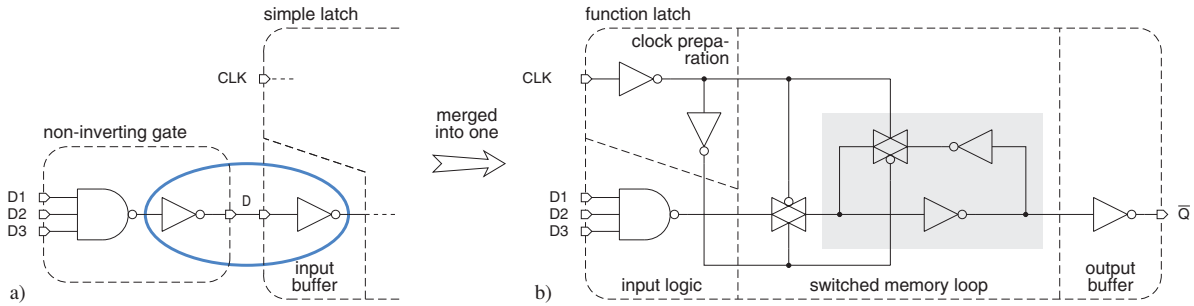 simple latch
CLK
non-inverting gate
D1
D2
D3
D
input
buffer
a)
merged
into one
function latch
clock prepa-
ration
CLK
D1
D2
D3
Q
input logic
switched memory loop
output
buffer
b)